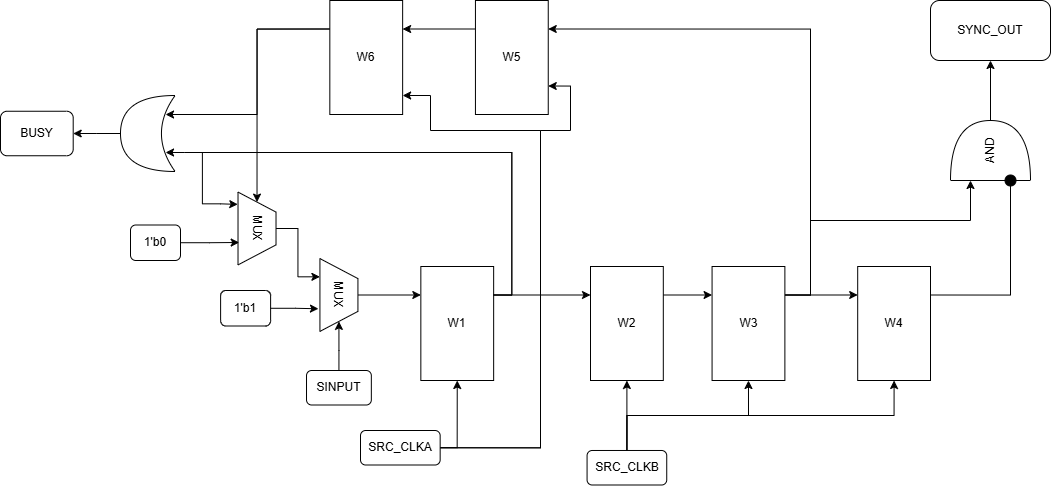 SYNC_OUT
W6
W5
BUSY
AND
MUX
1'b0
MUX
1'b1
W1
W2
W3
W4
SINPUT
SRC_CLKA
SRC_CLKB